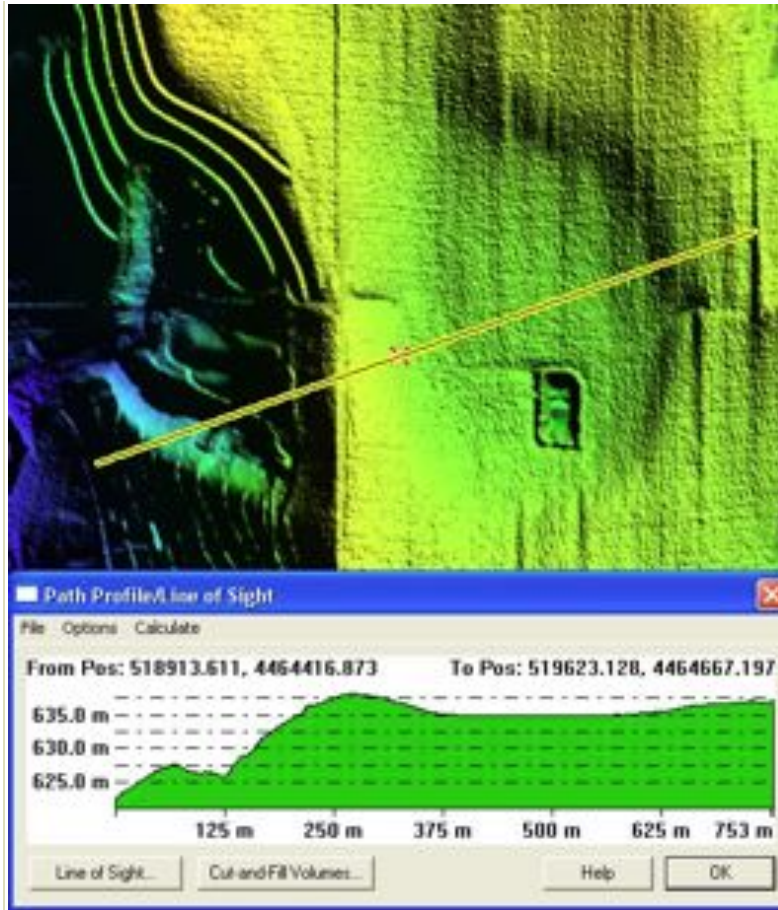 Path Profile/Line of Sight
File Options Calculate
From Pos: 518913.611, 4464416.873 To Pos: 519623.128, 4464667.197
635.0 m
630.0 m
625.0 m
125 m 250 m 375 m 500 m 625 m 753 m
Line of Sight... Cut-and-Fill Volumes... Help OK